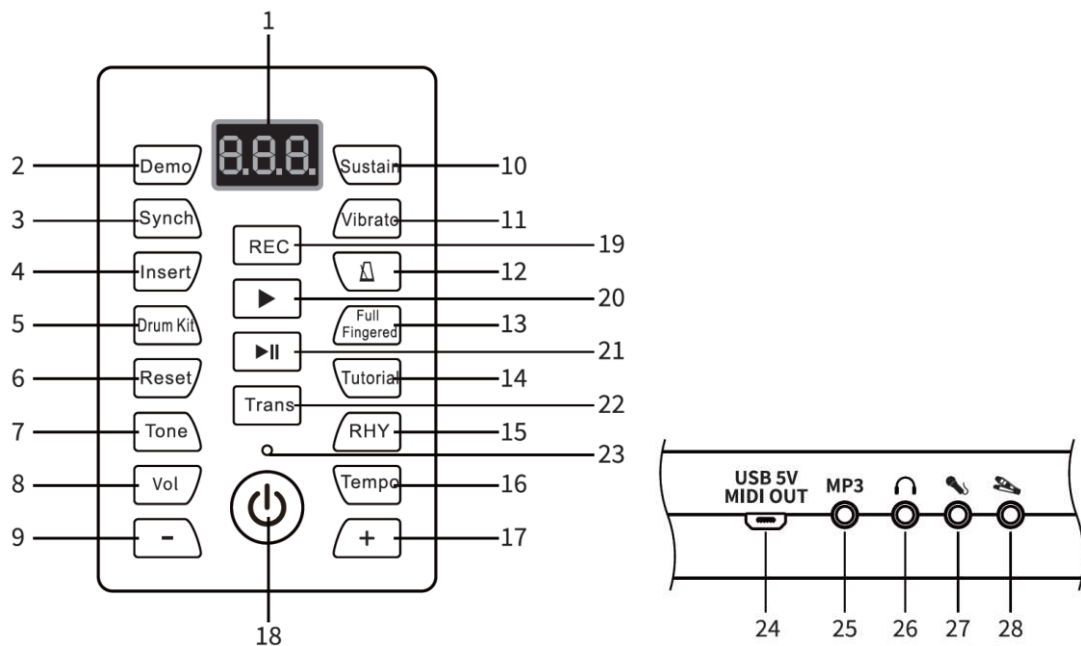 1
8.8.8.
2 Demo Sustain 10
3 Synch Vibrato 11
REC 19
4 Insert 12
20
5 Drum Kit Full Fingered 13
21
6 Reset Tutorial 14
Trans 22
7 Tone RHY 15
23
8 Vol Tempo 16
9 - + 17
18
USB 5V MP3
MIDI OUT
24 25 26 27 28